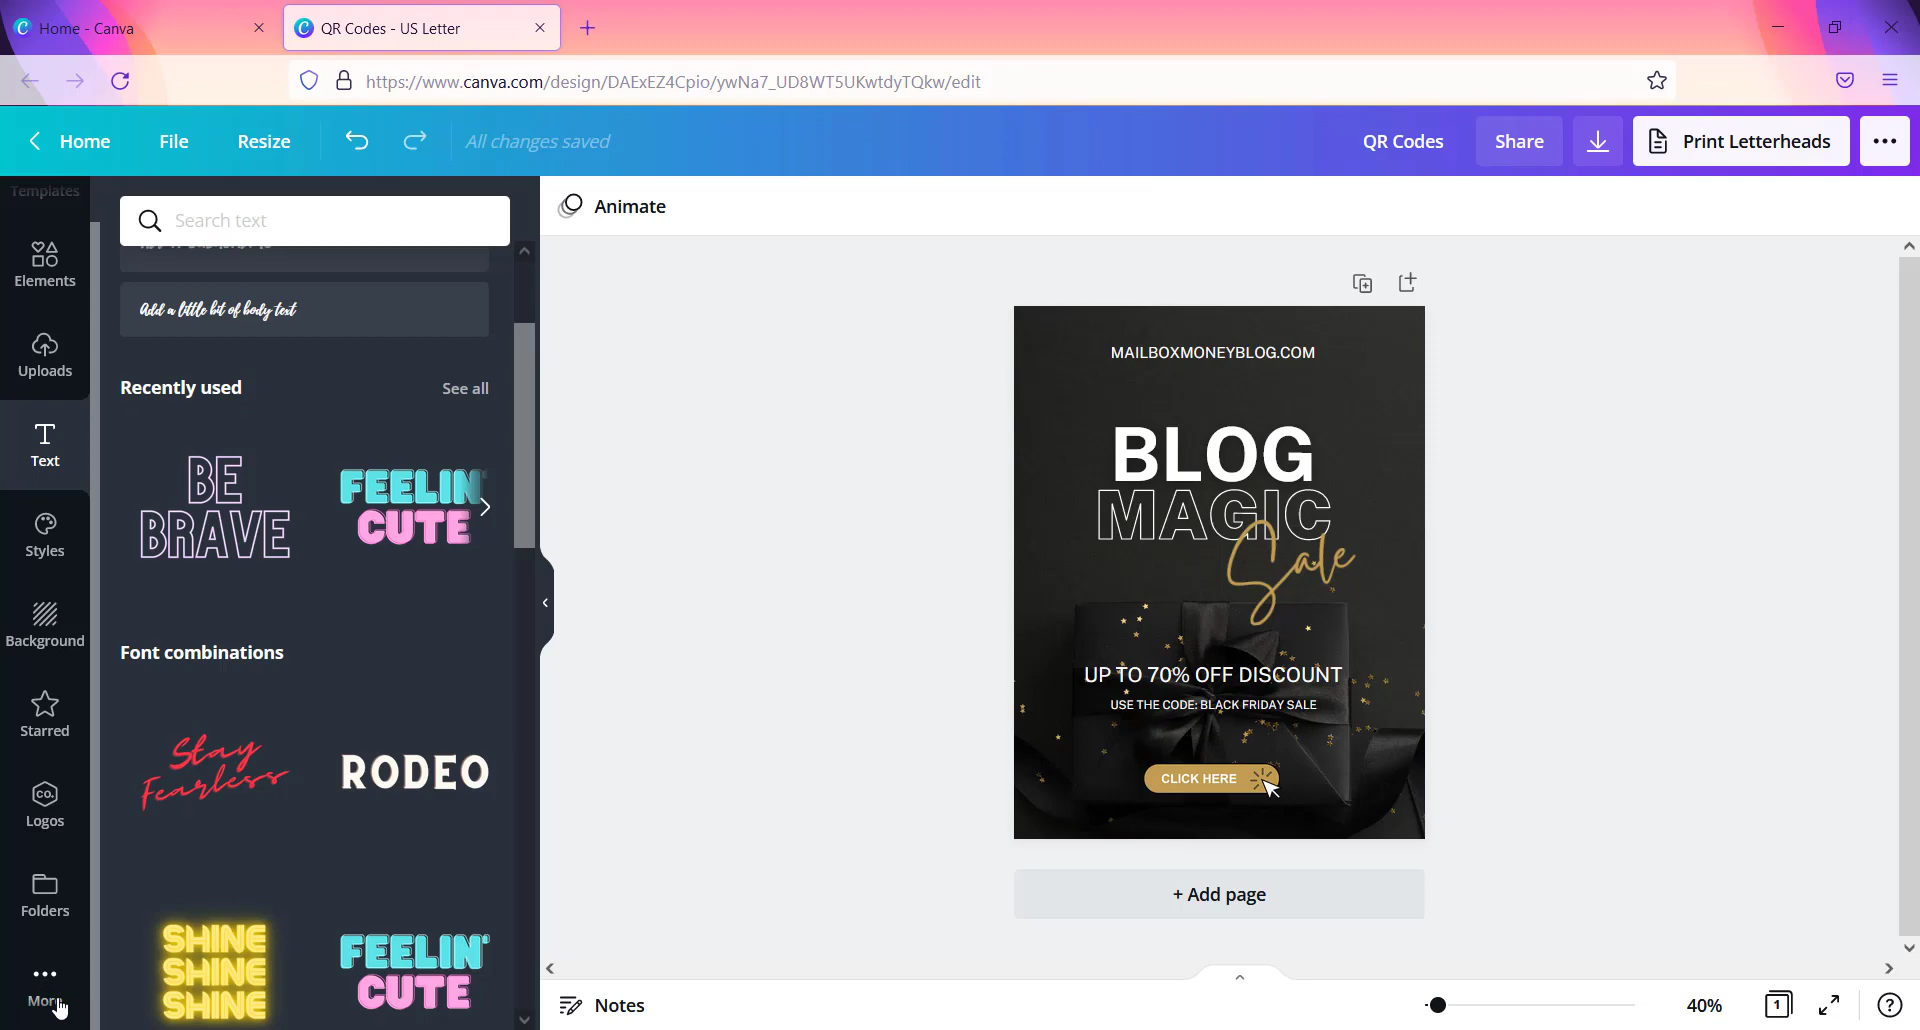 Home - Canva
QR Codes - US Letter
https://www.canva.com/design/DAExEZ4Cpio/ywNa7_UD8WT5UKwtdyTQkw/edit
Home
File
Resize
All changes saved
QR Codes
Share
Print Letterheads
Templates
Elements
Uploads
Text
Styles
Background
Starred
CO.
Logos
Folders
More
Search text
Add a little bit of body text
Recently used
See all
BE
BRAVE
FEELIN'
CUTE
Font combinations
Stay
Fearless
RODEO
SHINE
SHINE
SHINE
FEELIN'
CUTE
Animate
MAILBOXMONEYBLOG.COM
BLOG
MAGIC
Sale
UP TO 70% OFF DISCOUNT
USE THE CODE: BLACK FRIDAY SALE
CLICK HERE
+ Add page
Notes
40%
1